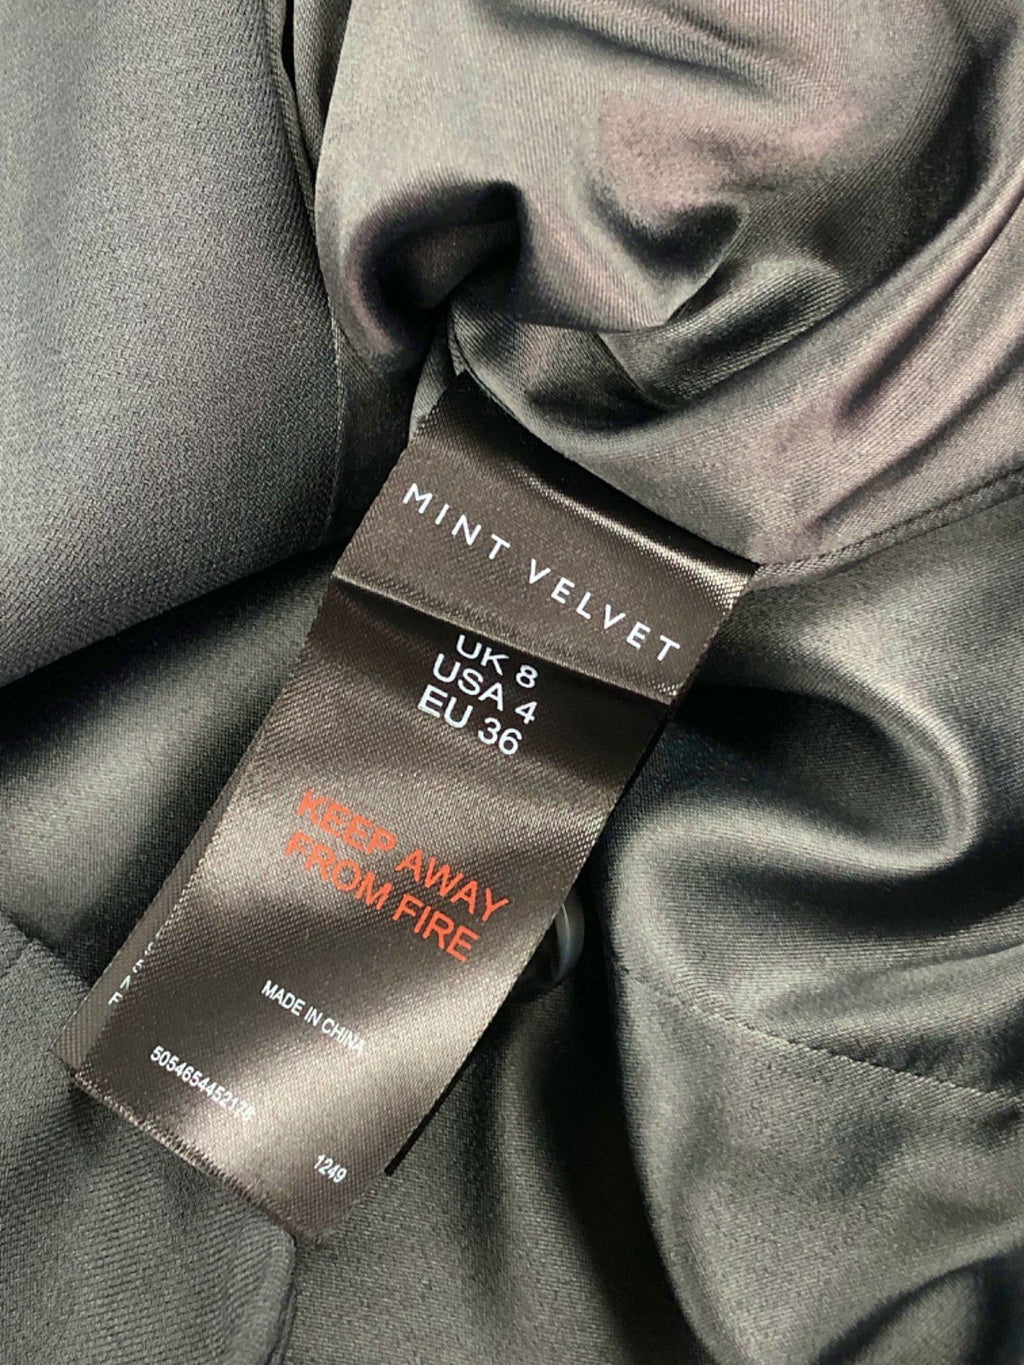 MINT VELVET
UK 8
USA 4
EU 36
KEEP AWAY
FROM FIRE
MADE IN CHINA
1249